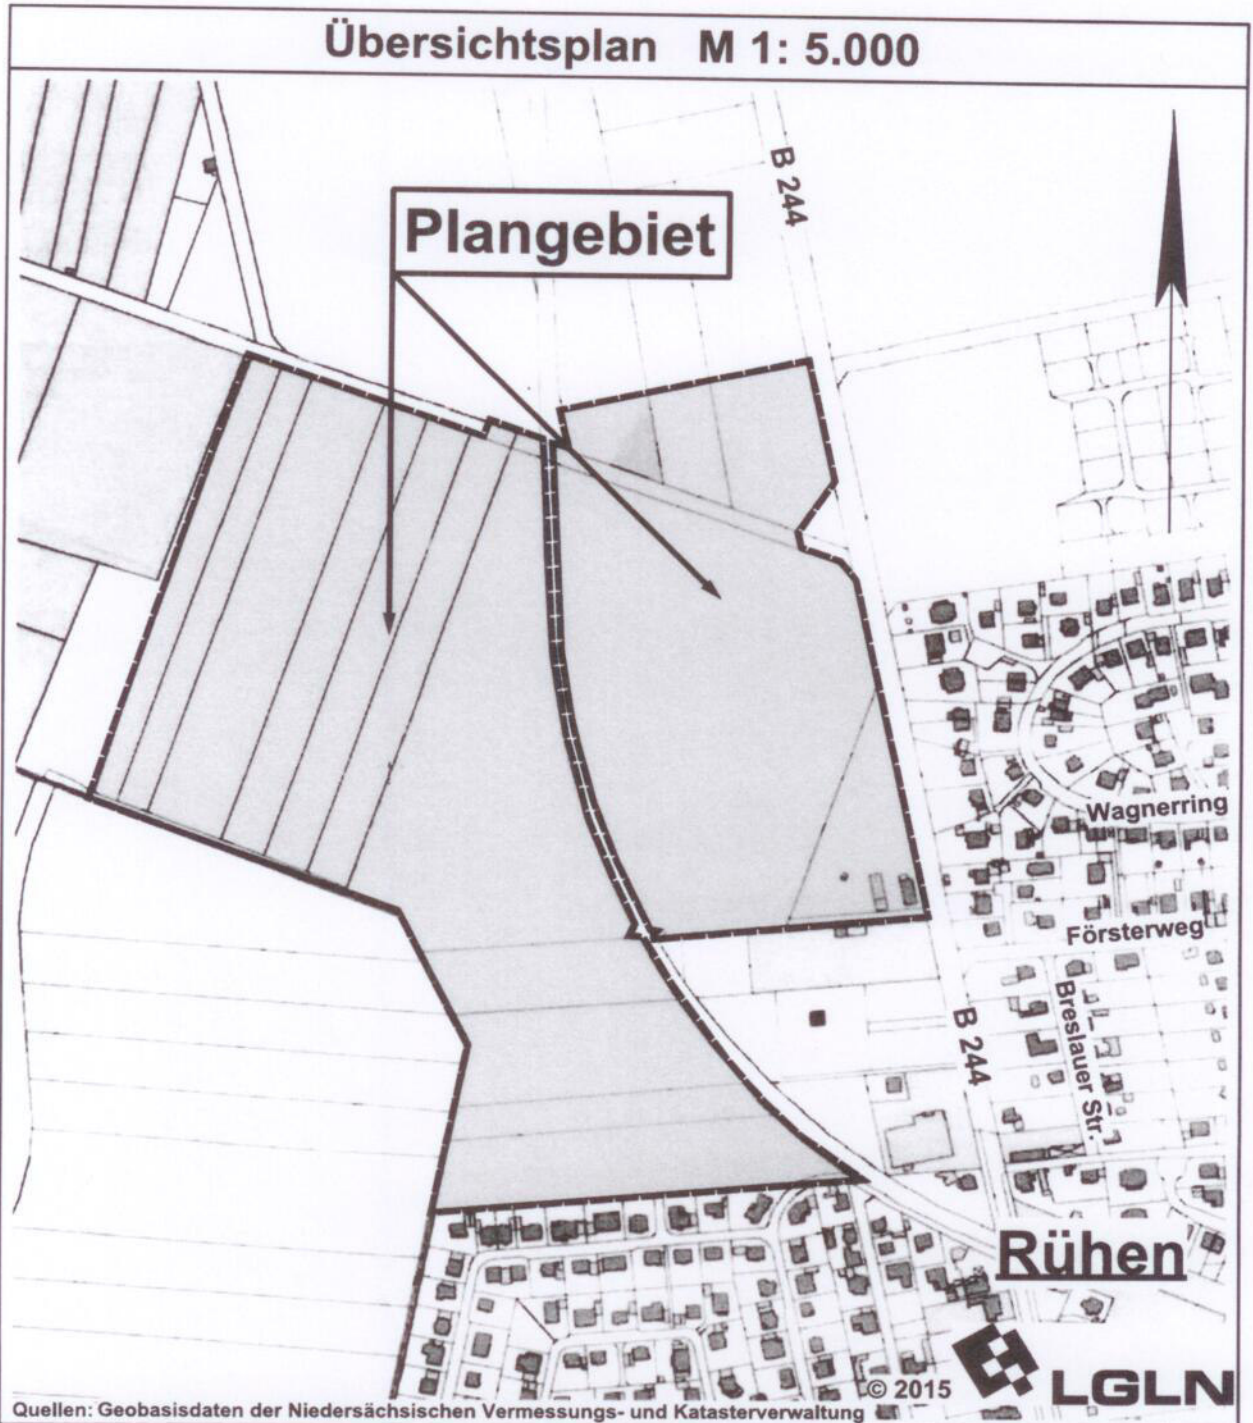 Übersichtsplan M 1: 5.000
B 244
Plangebiet
Wagnerring
Försterweg
Breslauer Str.
B 244
Rühen
© 2015
LGLN
Quellen: Geobasisdaten der Niedersächsischen Vermessungs- und Katasterverwaltung